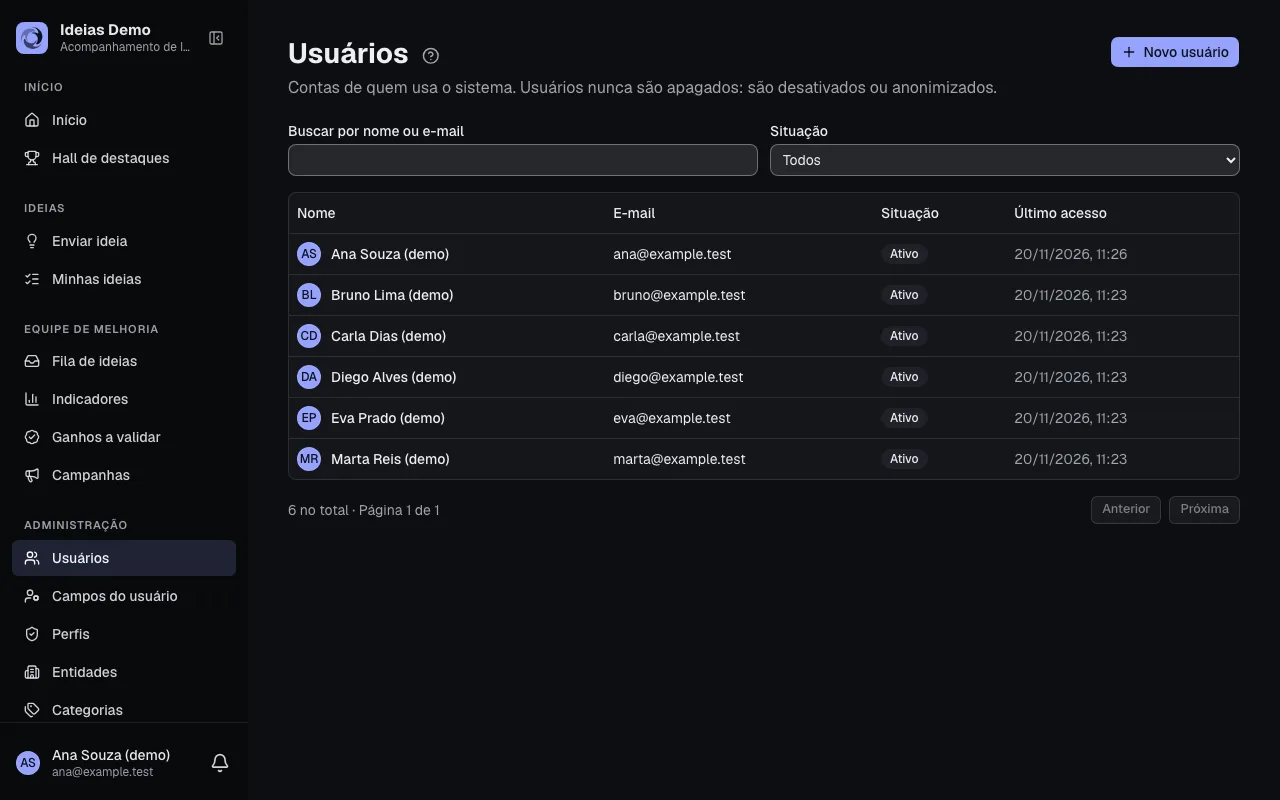 Ideias Demo
Acompanhamento de I...
INÍCIO
Início
Hall de destaques
IDEIAS
Enviar ideia
Minhas ideias
EQUIPE DE MELHORIA
Fila de ideias
Indicadores
Ganhos a validar
Campanhas
ADMINISTRAÇÃO
Usuários
Campos do usuário
Perfis
Entidades
Categorias
AS Ana Souza (demo)
ana@example.test
Usuários ?
+ Novo usuário
Contas de quem usa o sistema. Usuários nunca são apagados: são desativados ou anonimizados.
Buscar por nome ou e-mail Situação
Todos
Nome E-mail Situação Último acesso
AS Ana Souza (demo) ana@example.test Ativo 20/11/2026, 11:26
BL Bruno Lima (demo) bruno@example.test Ativo 20/11/2026, 11:23
CD Carla Dias (demo) carla@example.test Ativo 20/11/2026, 11:23
DA Diego Alves (demo) diego@example.test Ativo 20/11/2026, 11:23
EP Eva Prado (demo) eva@example.test Ativo 20/11/2026, 11:23
MR Marta Reis (demo) marta@example.test Ativo 20/11/2026, 11:23
6 no total · Página 1 de 1 Anterior Próxima